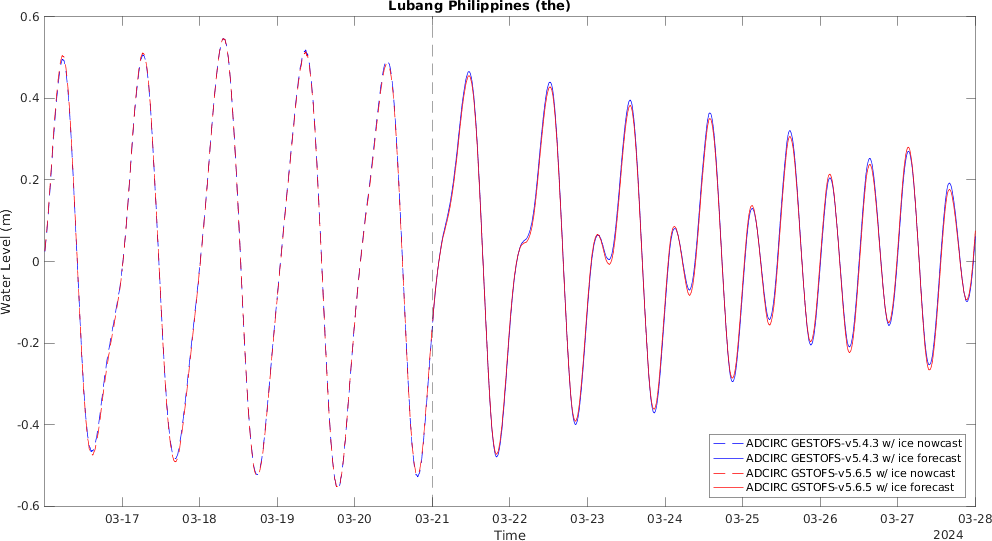 Lubang Philippines (the)
0.6
0.4
0.2
0
-0.2
-0.4
-0.6
Water Level (m)
ADCIRC GESTOFS-v5.4.3 w/ ice nowcast
ADCIRC GESTOFS-v5.4.3 w/ ice forecast
ADCIRC GSTOFS-v5.6.5 w/ ice nowcast
ADCIRC GSTOFS-v5.6.5 w/ ice forecast
03-17 03-18 03-19 03-20 03-21 03-22 03-23 03-24 03-25 03-26 03-27 03-28
Time
2024